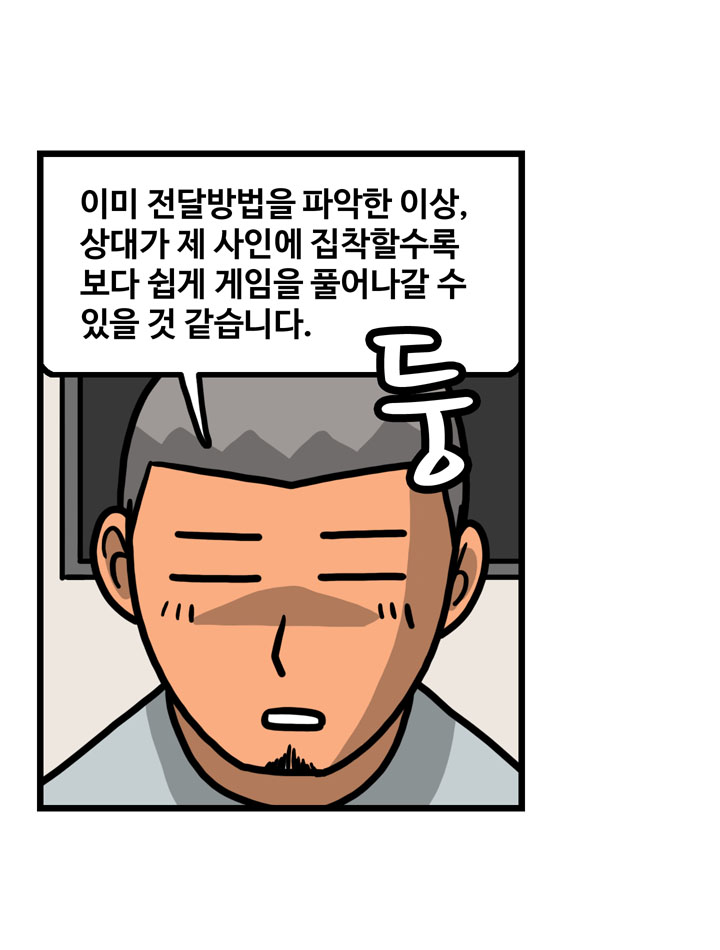 이미 전달방법을 파악한 이상,
상대가 제 사인에 집착할수록
보다 쉽게 게임을 풀어나갈 수
있을 것 같습니다.
두웅